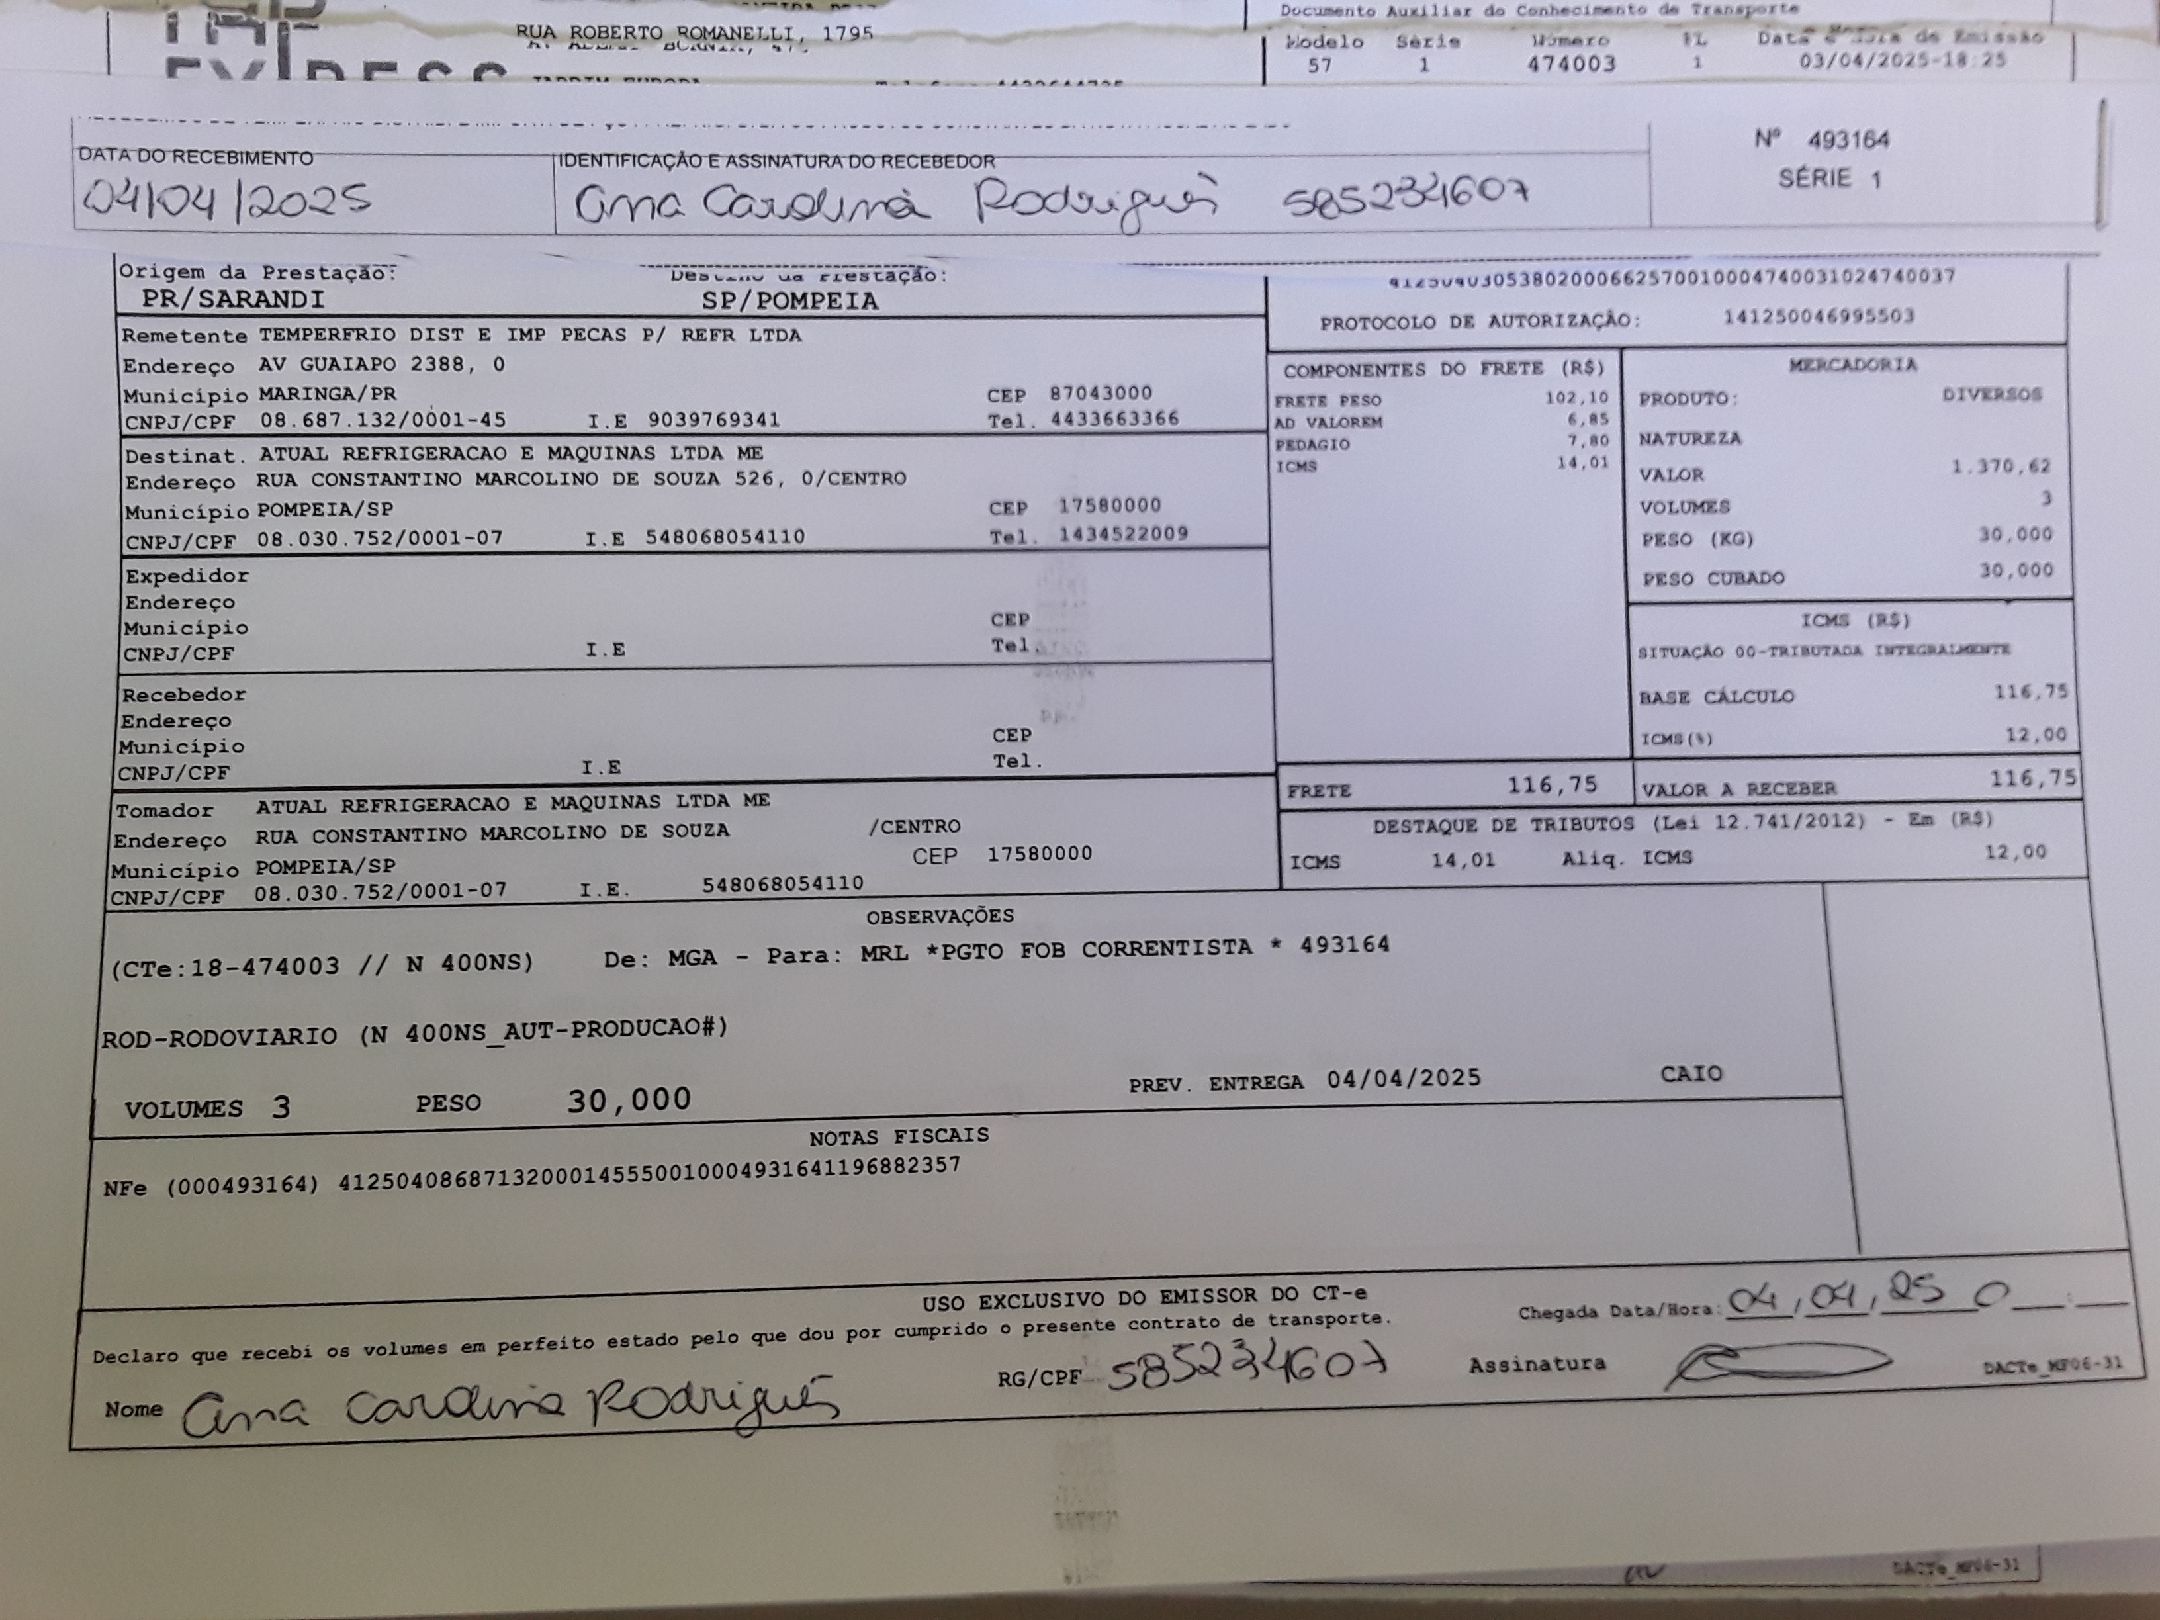 RUA ROBERTO ROMANELLI, 1795
Documento Auxiliar do Conhecimento de Transporte
Modelo Série Número FL Data e Hora de Emissão
57 1 474003 1 03/04/2025-18:25
DATA DO RECEBIMENTO IDENTIFICAÇÃO E ASSINATURA DO RECEBEDOR
04/04/2025 Ana Carolina Rodrigues 585234607
Nº 493164
SÉRIE 1
Origem da Prestação: Destino da Prestação:
PR/SARANDI SP/POMPEIA
Remetente TEMPERFRIO DIST E IMP PECAS P/ REFR LTDA
Endereço AV GUAIAPO 2388, 0
Município MARINGA/PR CEP 87043000
CNPJ/CPF 08.687.132/0001-45 I.E 9039769341 Tel. 4433663366
Destinat. ATUAL REFRIGERACAO E MAQUINAS LTDA ME
Endereço RUA CONSTANTINO MARCOLINO DE SOUZA 526, 0/CENTRO
Município POMPEIA/SP CEP 17580000
CNPJ/CPF 08.030.752/0001-07 I.E 548068054110 Tel. 1434522009
Expedidor
Endereço
Município CEP
CNPJ/CPF I.E Tel.
Recebedor
Endereço
Município CEP
CNPJ/CPF I.E Tel.
Tomador ATUAL REFRIGERACAO E MAQUINAS LTDA ME
Endereço RUA CONSTANTINO MARCOLINO DE SOUZA /CENTRO
Município POMPEIA/SP CEP 17580000
CNPJ/CPF 08.030.752/0001-07 I.E. 548068054110
PROTOCOLO DE AUTORIZAÇÃO: 141250046995503
COMPONENTES DO FRETE (R$)
FRETE PESO 102,10
AD VALOREM 6,85
PEDAGIO 7,80
ICMS 14,01
MERCADORIA
PRODUTO: DIVERSOS
NATUREZA
VALOR 1.370,62
VOLUMES 3
PESO (KG) 30,000
PESO CUBADO 30,000
ICMS (R$)
SITUAÇÃO 00-TRIBUTADA INTEGRALMENTE
BASE CÁLCULO 116,75
ICMS(%) 12,00
FRETE 116,75 VALOR A RECEBER 116,75
DESTAQUE DE TRIBUTOS (Lei 12.741/2012) - Em (R$)
ICMS 14,01 Aliq. ICMS 12,00
OBSERVAÇÕES
(CTe:18-474003 // N 400NS) De: MGA - Para: MRL *PGTO FOB CORRENTISTA * 493164
ROD-RODOVIARIO (N 400NS_AUT-PRODUCAO#)
VOLUMES 3 PESO 30,000 PREV. ENTREGA 04/04/2025 CAIO
NOTAS FISCAIS
NFe (000493164) 41250408687132000145550010004931641196882357
USO EXCLUSIVO DO EMISSOR DO CT-e
Declaro que recebi os volumes em perfeito estado pelo que dou por cumprido o presente contrato de transporte.
Chegada Data/Hora: 04/04/25
Nome Ana Carolina Rodrigues RG/CPF 585234607 Assinatura DACTe_MF06-31
DACTe_MF06-31